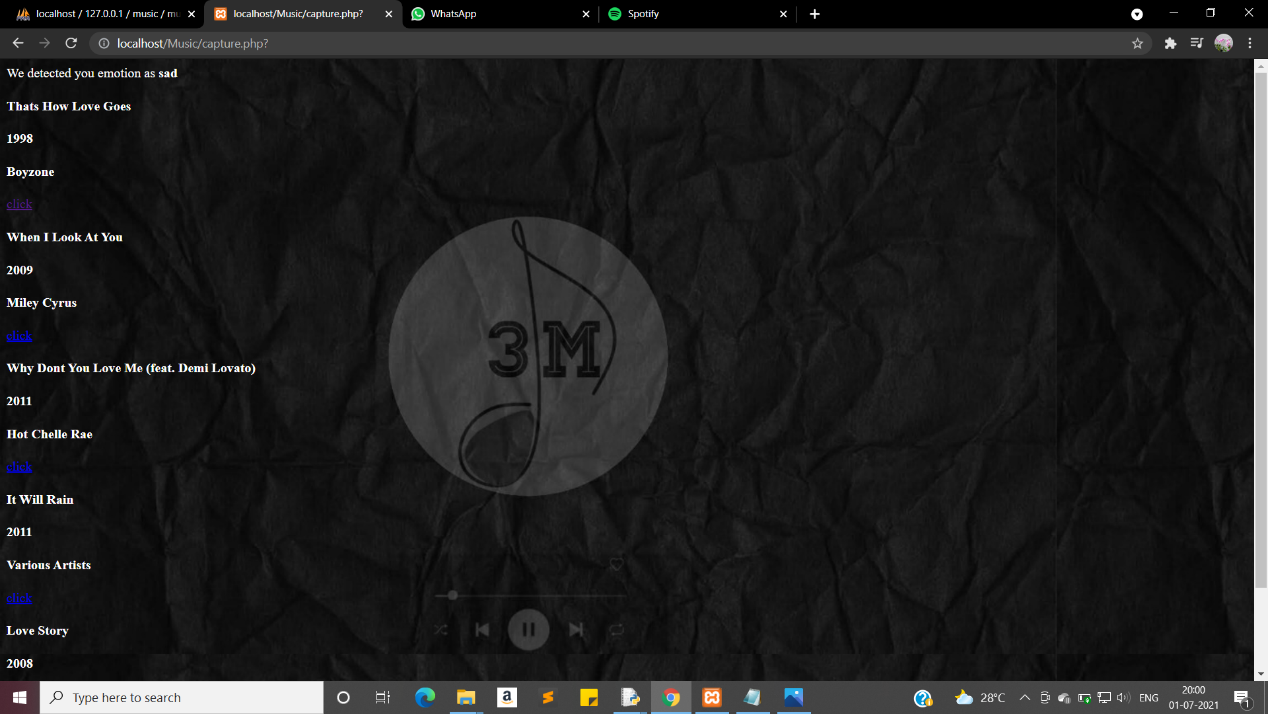 localhost / 127.0.0.1 / music / mu
localhost/Music/capture.php?
WhatsApp
Spotify
localhost/Music/capture.php?
We detected you emotion as sad
Thats How Love Goes
1998
Boyzone
click
When I Look At You
2009
Miley Cyrus
click
Why Dont You Love Me (feat. Demi Lovato)
2011
Hot Chelle Rae
click
It Will Rain
2011
Various Artists
click
Love Story
2008
3 M
Type here to search
28°C
ENG
20:00
01-07-2021
1